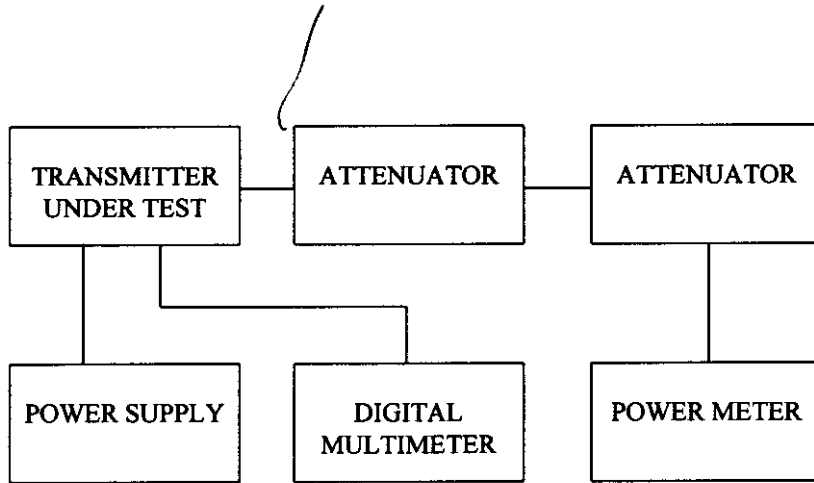 TRANSMITTER
UNDER TEST
ATTENUATOR
ATTENUATOR
POWER SUPPLY
DIGITAL
MULTIMETER
POWER METER